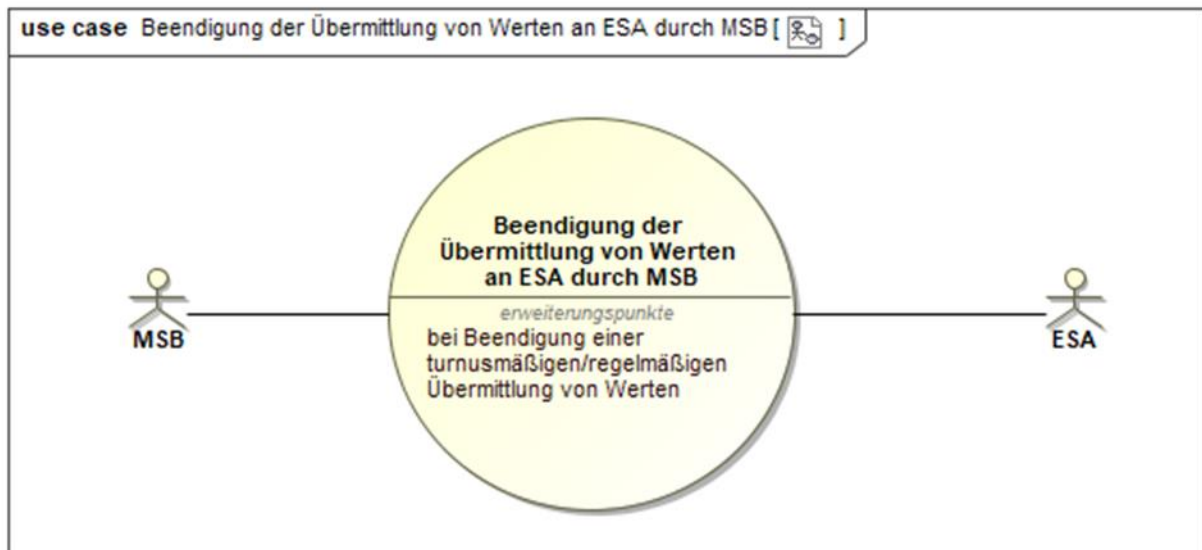 use case Beendigung der Übermittlung von Werten an ESA durch MSB [ ]
Beendigung der
Übermittlung von Werten
an ESA durch MSB
erweiterungspunkte
bei Beendigung einer
turnusmäßigen/regelmäßigen
Übermittlung von Werten
MSB
ESA